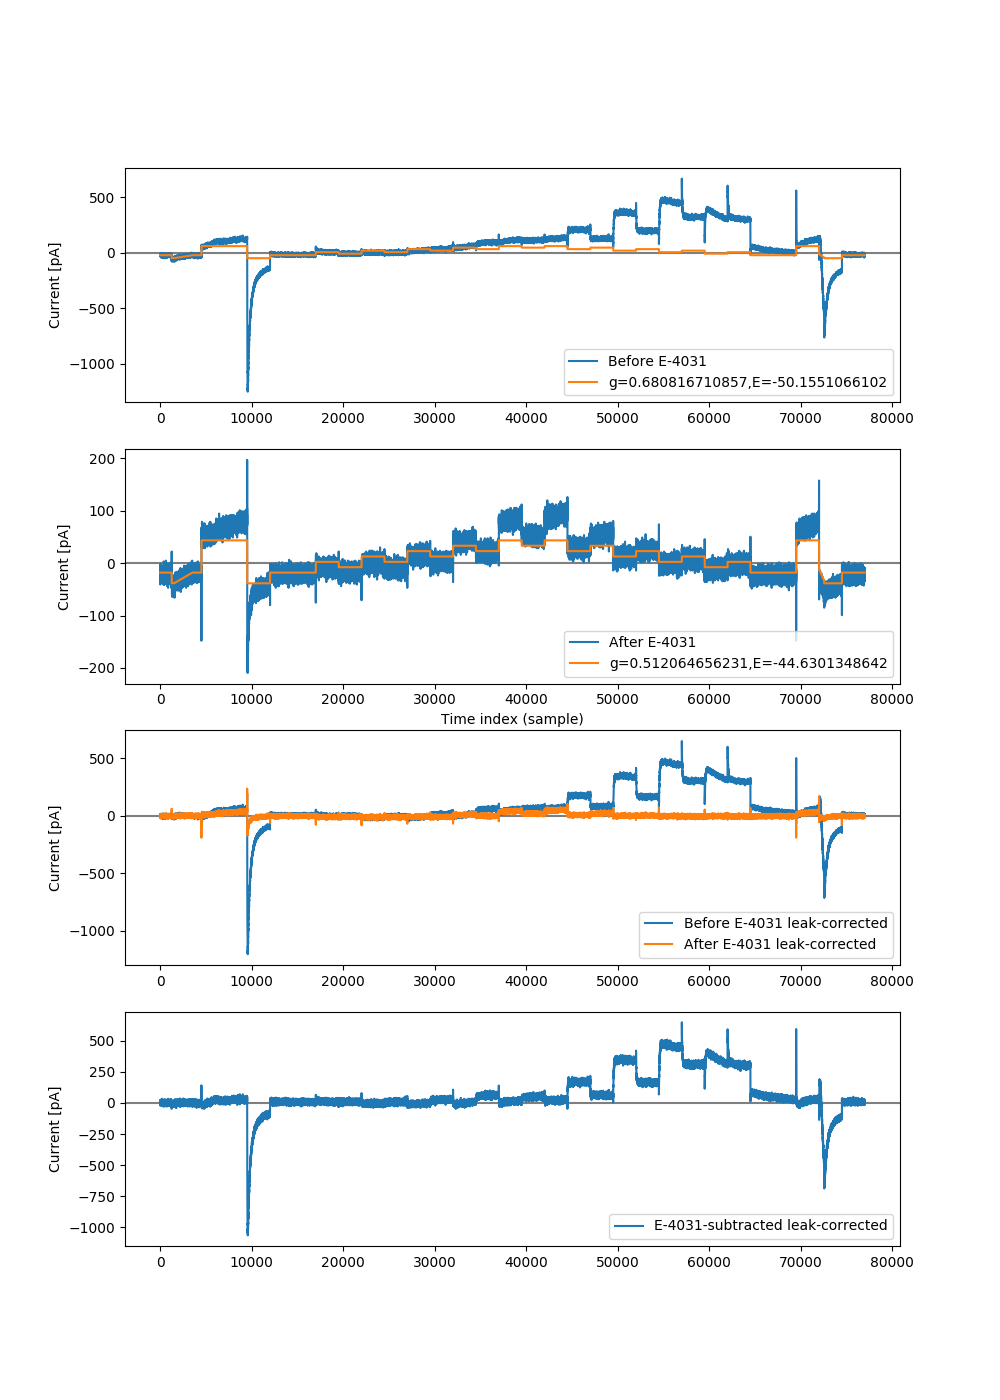 500
0
−500
−1000
Current [pA]
Before E-4031
g=0.680816710857,E=-50.1551066102
0 10000 20000 30000 40000 50000 60000 70000 80000
200
100
0
−100
−200
Current [pA]
After E-4031
g=0.512064656231,E=-44.6301348642
0 10000 20000 30000 40000 50000 60000 70000 80000
Time index (sample)
500
0
−500
−1000
Current [pA]
Before E-4031 leak-corrected
After E-4031 leak-corrected
0 10000 20000 30000 40000 50000 60000 70000 80000
500
250
0
−250
−500
−750
−1000
Current [pA]
E-4031-subtracted leak-corrected
0 10000 20000 30000 40000 50000 60000 70000 80000